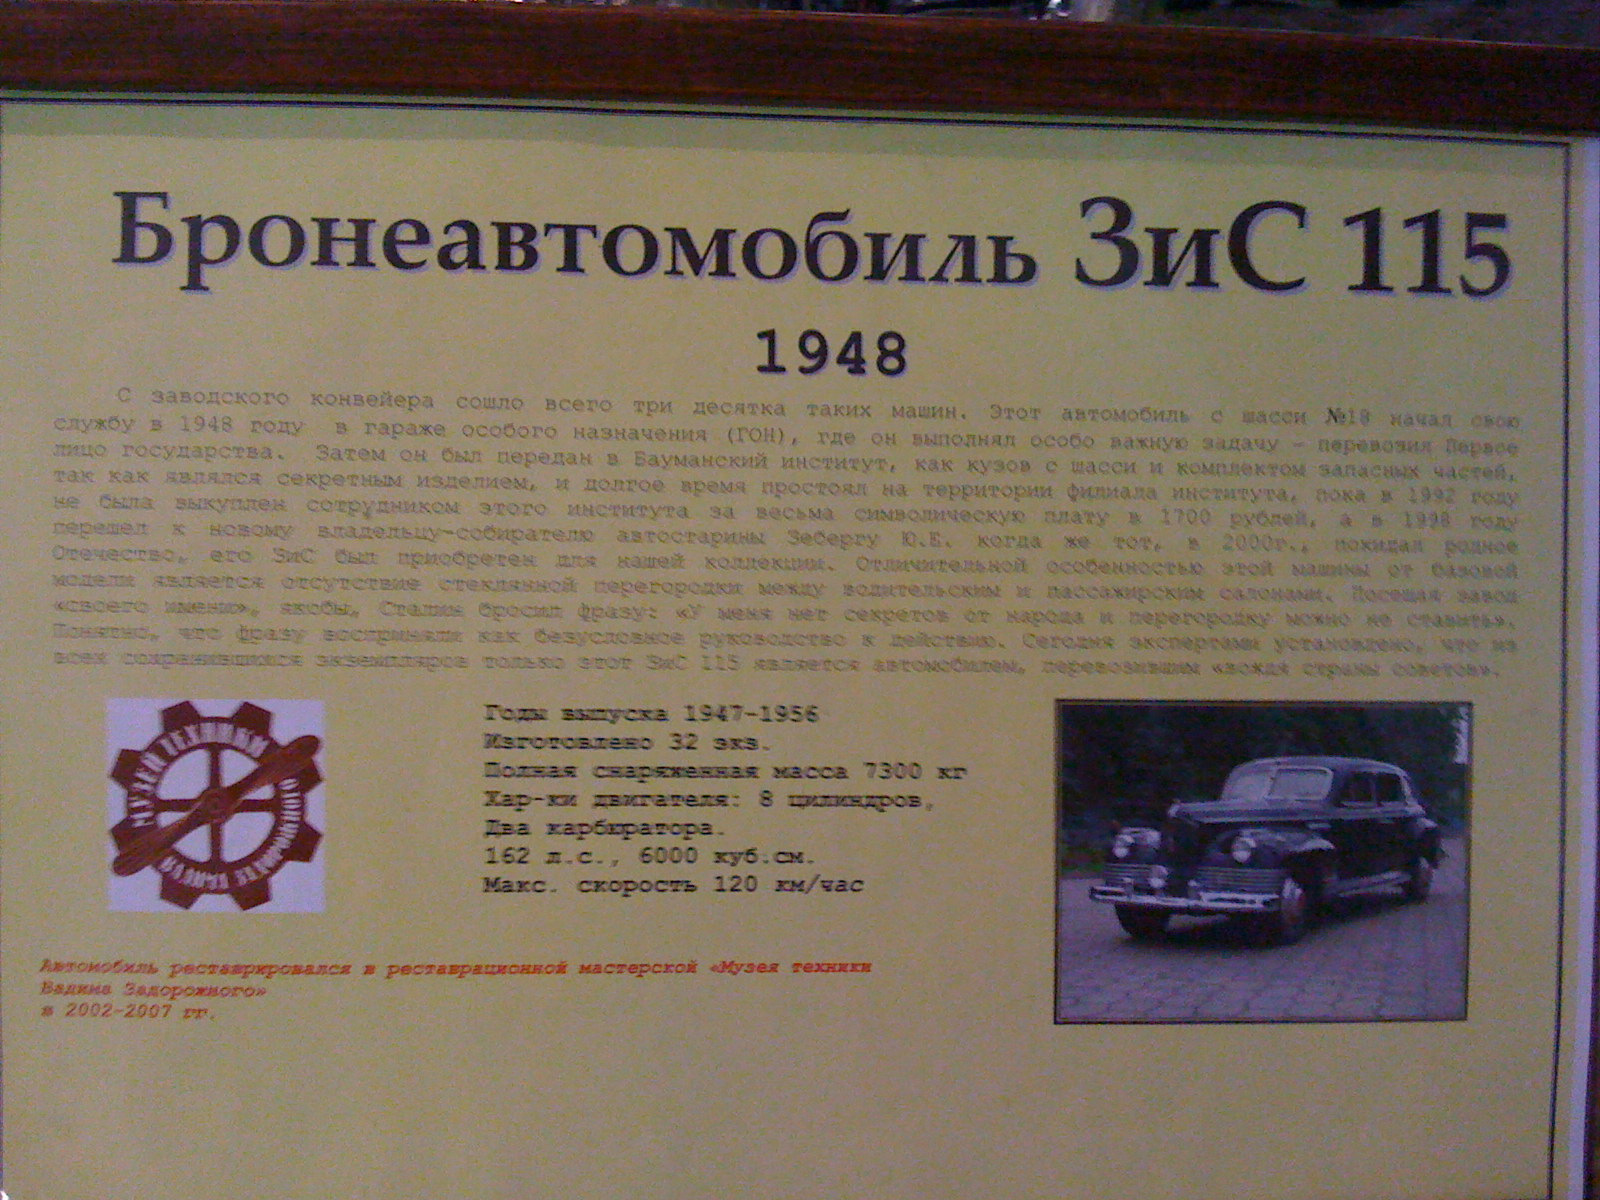 Бронеавтомобиль ЗиС 115
1948
С заводского конвейера сошло всего три десятка таких машин. Этот автомобиль с шасси №18 начал свою
службу в 1948 году в гараже особого назначения (ГОН), где он выполнял особо важную задачу – перевозил Первое
лицо государства. Затем он был передан в Бауманский институт, как кузов с шасси и комплектом запасных частей,
так как являлся секретным изделием, и долгое время простоял на территории филиала института, пока в 1992 году
не был выкуплен сотрудником этого института за весьма символическую плату в 1700 рублей, а в 1998 году
перешел к новому владельцу-собирателю автостарины Зебергу Ю.Е. когда же тот, в 2000г., покидал родное
Отечество, его ЗиС был приобретен для нашей коллекции. Отличительной особенностью этой машины от базовой
модели является отсутствие стеклянной перегородки между водительским и пассажирским салонами. Посещая завод
«своего имени», якобы, Сталин бросил фразу: «У меня нет секретов от народа и перегородку можно не ставить».
Понятно, что фразу восприняли как безусловное руководство к действию. Сегодня экспертами установлено, что из
всех сохранившихся экземпляров только этот ЗиС 115 является автомобилем, перевозившим «вождя страны советов».
Годы выпуска 1947-1956
Изготовлено 32 экз.
Полная снаряженная масса 7300 кг
Хар-ки двигателя: 8 цилиндров,
Два карбюратора.
162 л.с., 6000 куб.см.
Макс. скорость 120 км/час
МУЗЕЙ ТЕХНИКИ
ВАДИМА ЗАДОРОЖНОГО
Автомобиль реставрировался в реставрационной мастерской «Музея техники
Вадима Задорожного»
в 2002-2007 гг.